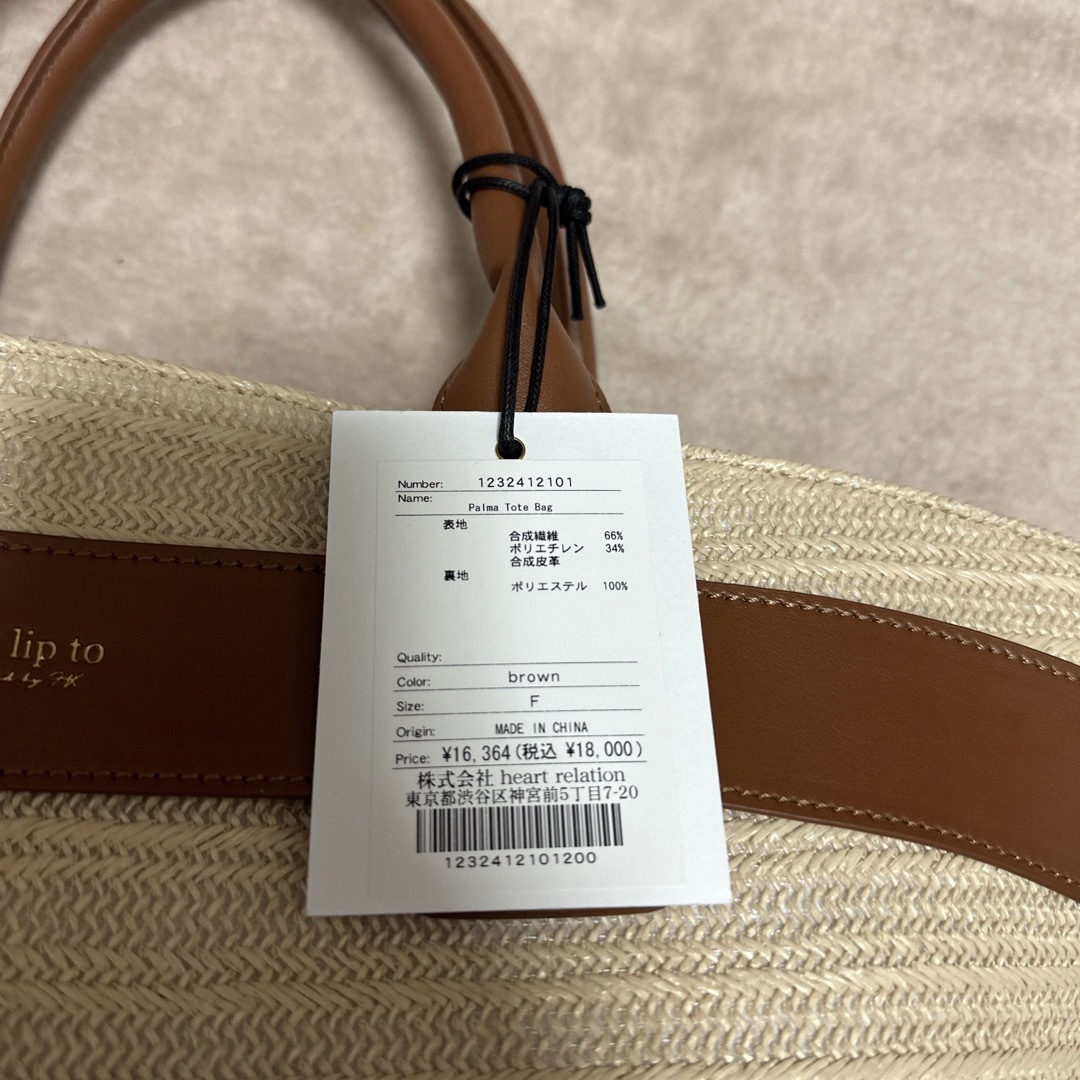 Number: 1232412101
Name:
Palma Tote Bag
表地
合成繊維 66%
ポリエチレン 34%
合成皮革
裏地
ポリエステル 100%
Quality:
Color: brown
Size: F
Origin: MADE IN CHINA
Price: ¥16,364(税込 ¥18,000)
株式会社 heart relation
東京都渋谷区神宮前5丁目7-20
1232412101200
lip to
by HK